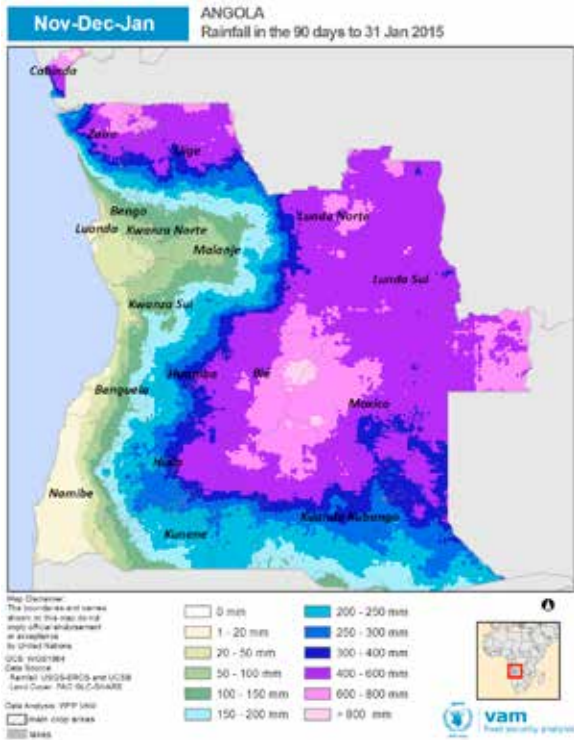 Nov-Dec-Jan
ANGOLA
Rainfall in the 90 days to 31 Jan 2015
Cabinda
Zaire
Uige
Bengo
Luanda
Kwanza Norte
Lunda Norte
Malanje
Lunda Sul
Kwanza Sul
Huambo
Bie
Benguela
Moxico
Huila
Namibe
Kuando Kubango
Kunene
Map Disclaimer:
The boundaries and names
shown on this map do not
imply official endorsement
or acceptance
by United Nations
GCS: WGS1984
Data Source
Rainfall: USGS-EROS and UCSB
Land Cover: FAO GLC-SHARE
Data Analysis: WFP VAM
main crop areas
lakes
0 mm
1 - 20 mm
20 - 50 mm
50 - 100 mm
100 - 150 mm
150 - 200 mm
200 - 250 mm
250 - 300 mm
300 - 400 mm
400 - 600 mm
600 - 800 mm
> 800 mm
vam
food security analysis